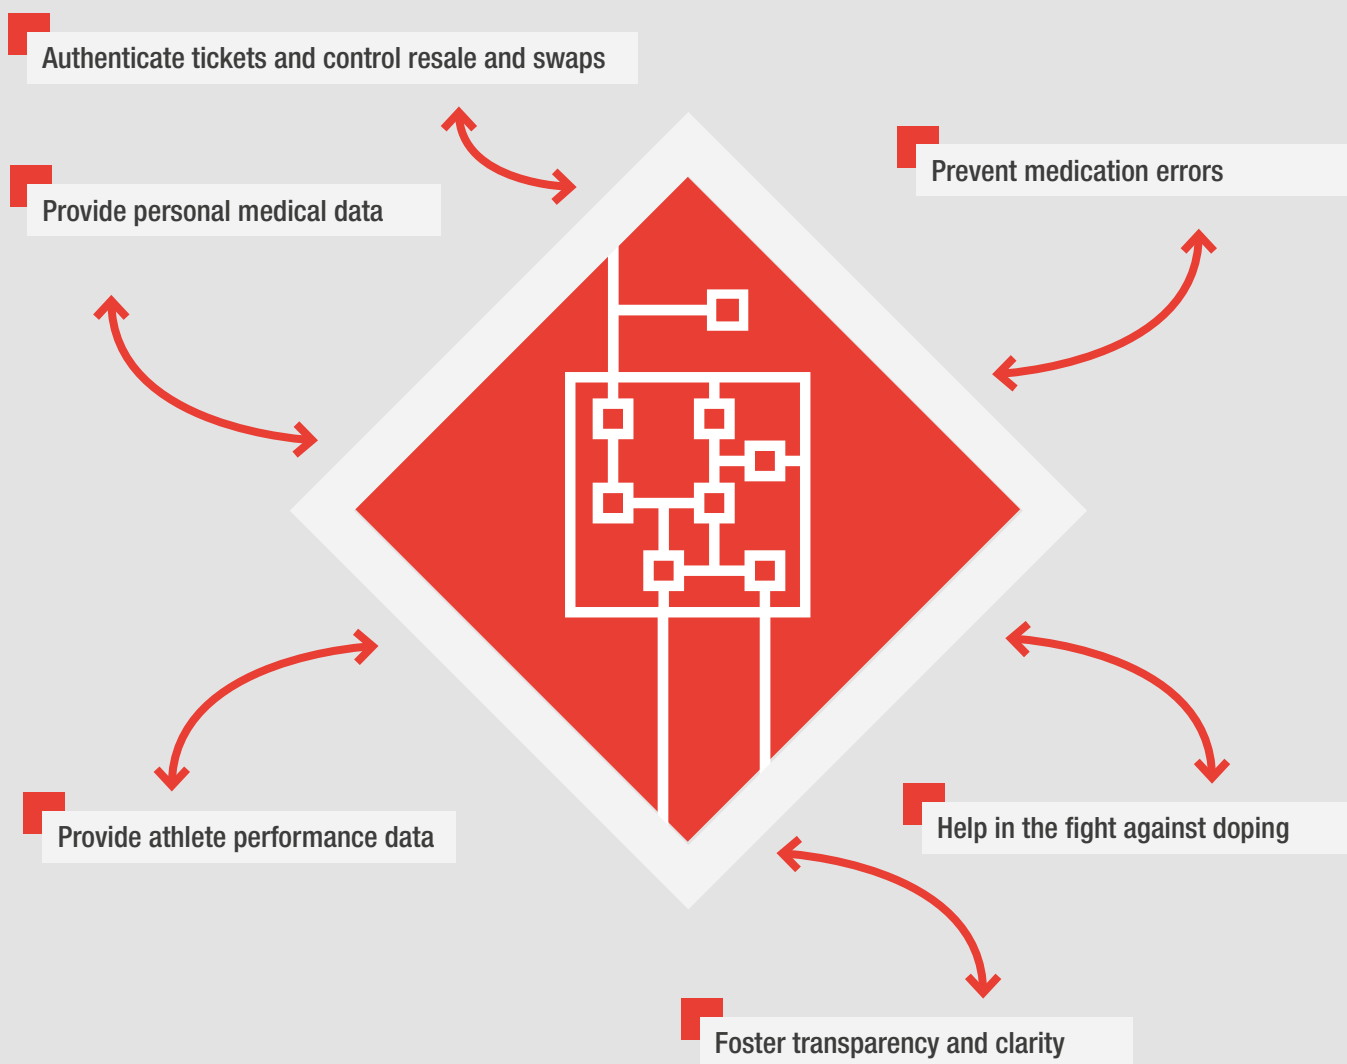 Authenticate tickets and control resale and swaps
Prevent medication errors
Provide personal medical data
Provide athlete performance data
Help in the fight against doping
Foster transparency and clarity